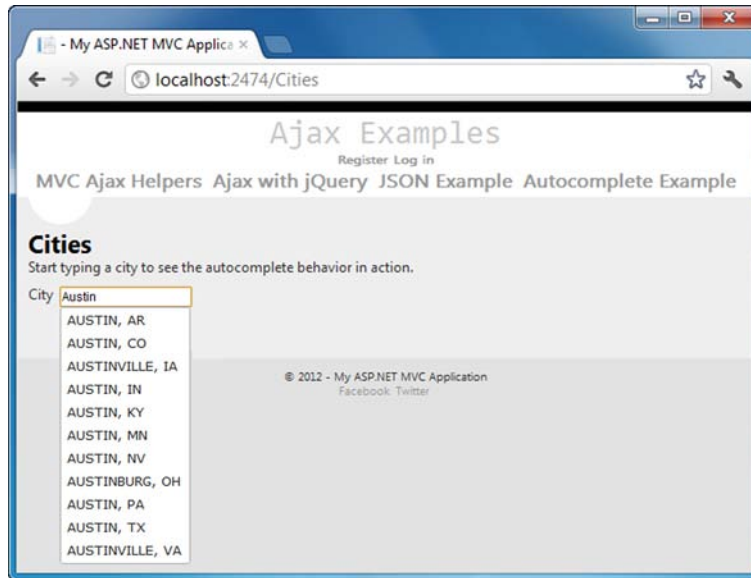 - My ASP.NET MVC Applica
localhost:2474/Cities
Ajax Examples
Register Log in
MVC Ajax Helpers Ajax with jQuery JSON Example Autocomplete Example
Cities
Start typing a city to see the autocomplete behavior in action.
City Austin
AUSTIN, AR
AUSTIN, CO
AUSTINVILLE, IA
AUSTIN, IN
AUSTIN, KY
AUSTIN, MN
AUSTIN, NV
AUSTINBURG, OH
AUSTIN, PA
AUSTIN, TX
AUSTINVILLE, VA
© 2012 - My ASP.NET MVC Application
Facebook Twitter